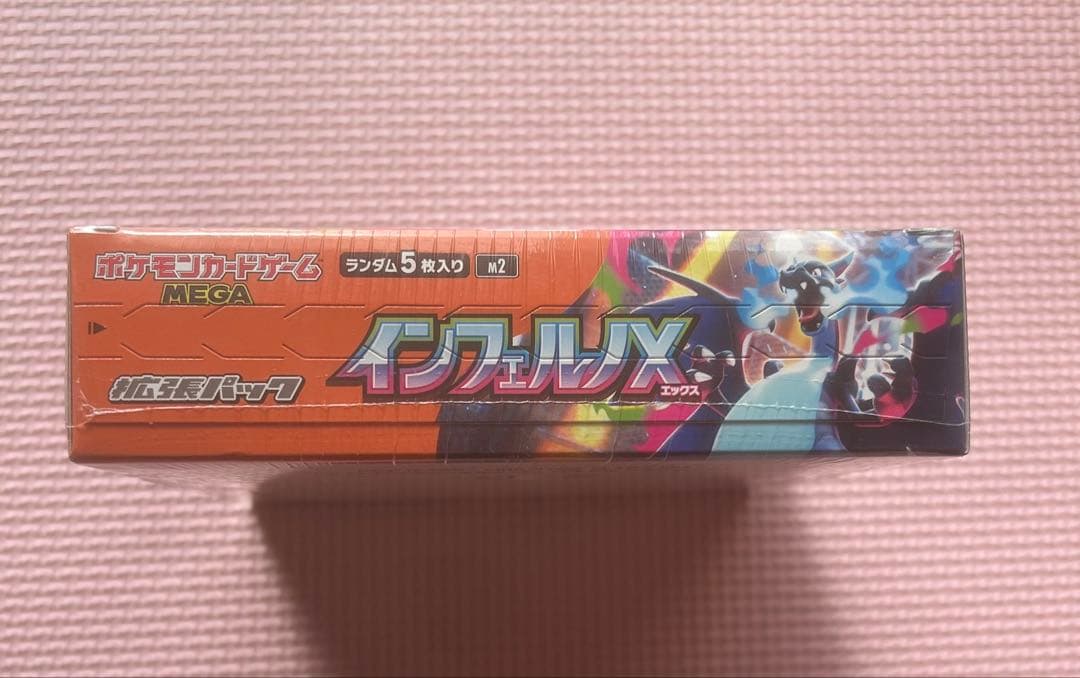 ポケモンカードゲーム
MEGA
ランダム5枚入り M2
インフェルノX
エックス
拡張パック